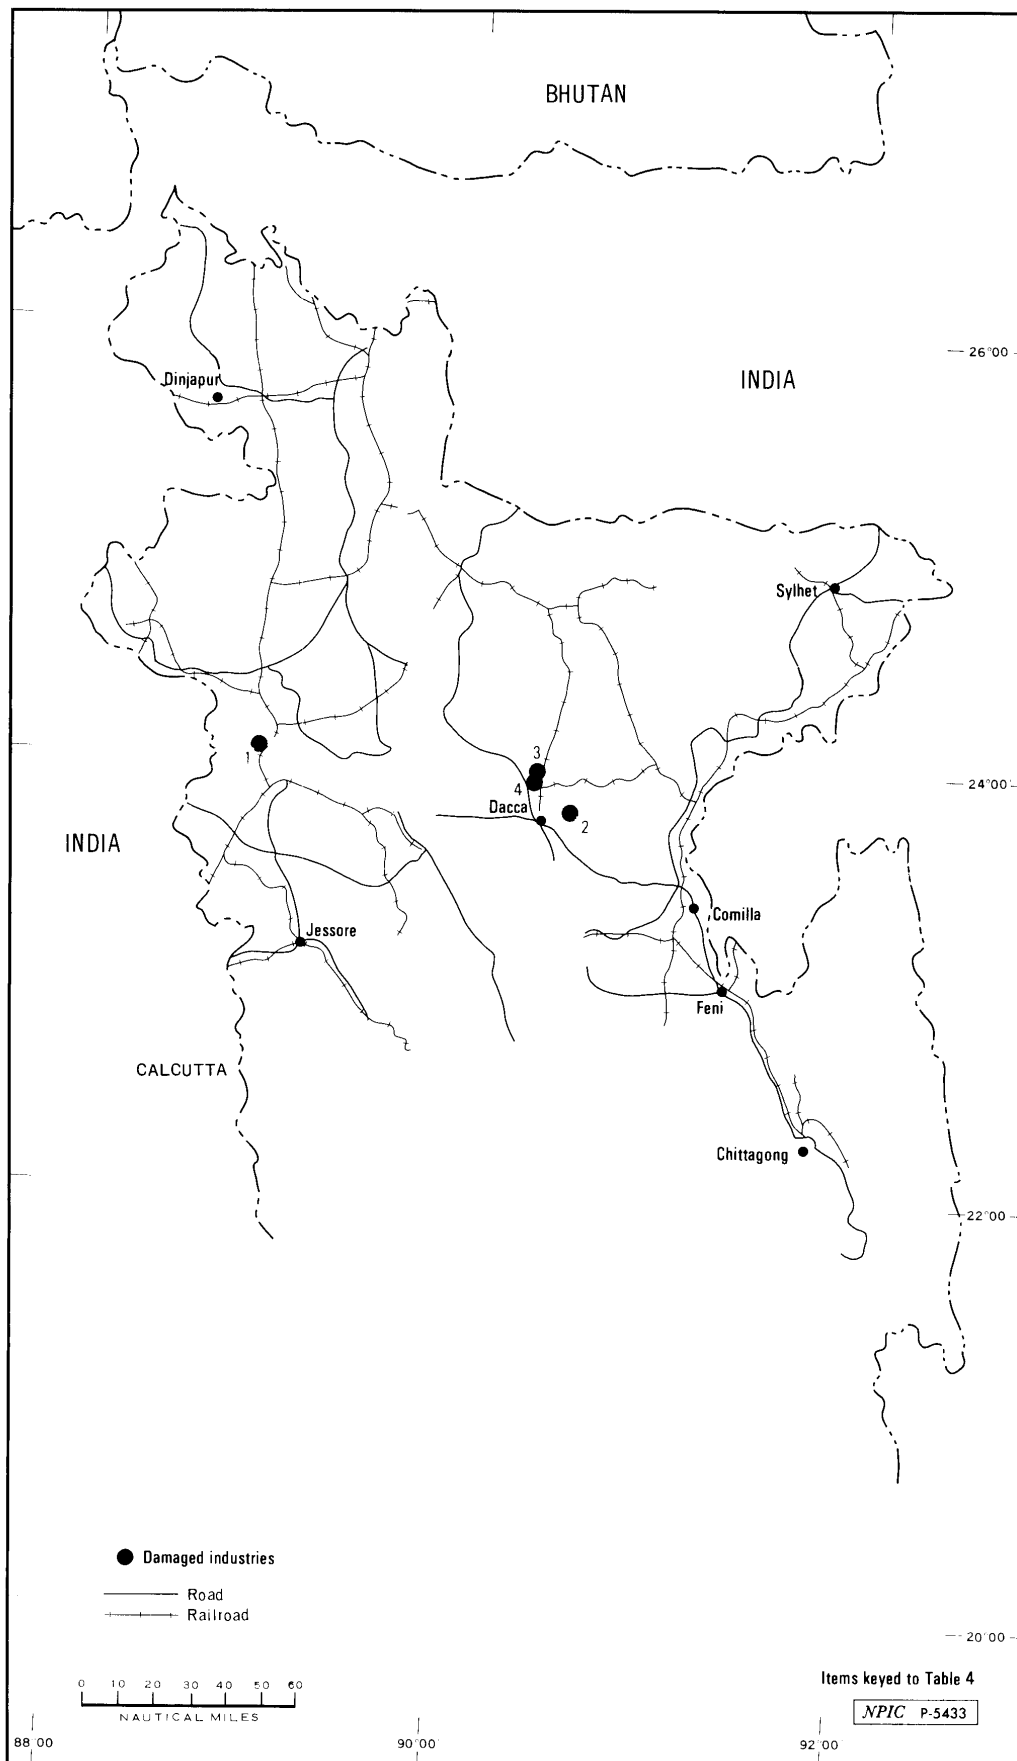 BHUTAN
26°00
Dinjapur
INDIA
Sylhet
1
3
4
24°00
Dacca
2
INDIA
Comilla
Jessore
Feni
CALCUTTA
Chittagong
22°00
Damaged industries
Road
Railroad
20°00
Items keyed to Table 4
0 10 20 30 40 50 60
NAUTICAL MILES
NPIC P-5433
88°00
90°00
92°00